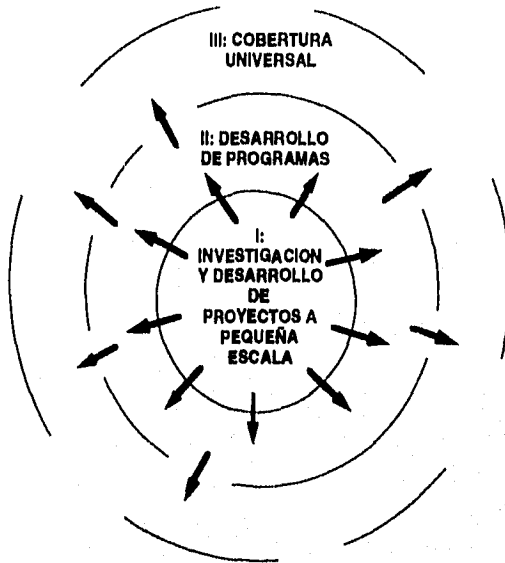 III: COBERTURA
UNIVERSAL
II: DESARROLLO
DE PROGRAMAS
I:
INVESTIGACION
Y DESARROLLO
DE
PROYECTOS A
PEQUEÑA
ESCALA